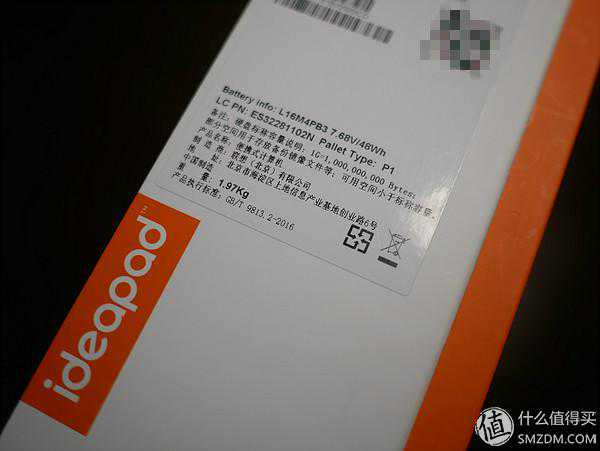 Battery Info: L16M4PB3 7.68V/48Wh
LC PN: ES32281102N Pallet Type: P1
备注: 硬盘标称容量说明: 1G=1,000,000,000 Bytes;
部分空间用于存放备份镜像文件等, 可用空间小于标称容量。
产品名称: 便携式计算机
联想(北京)有限公司
地址: 北京市海淀区上地信息产业基地创业路6号
中国制造
重量: 1.97Kg
产品执行标准: GB/T 9813.2-2016
ideapad
值 什么值得买
SMZDM.COM